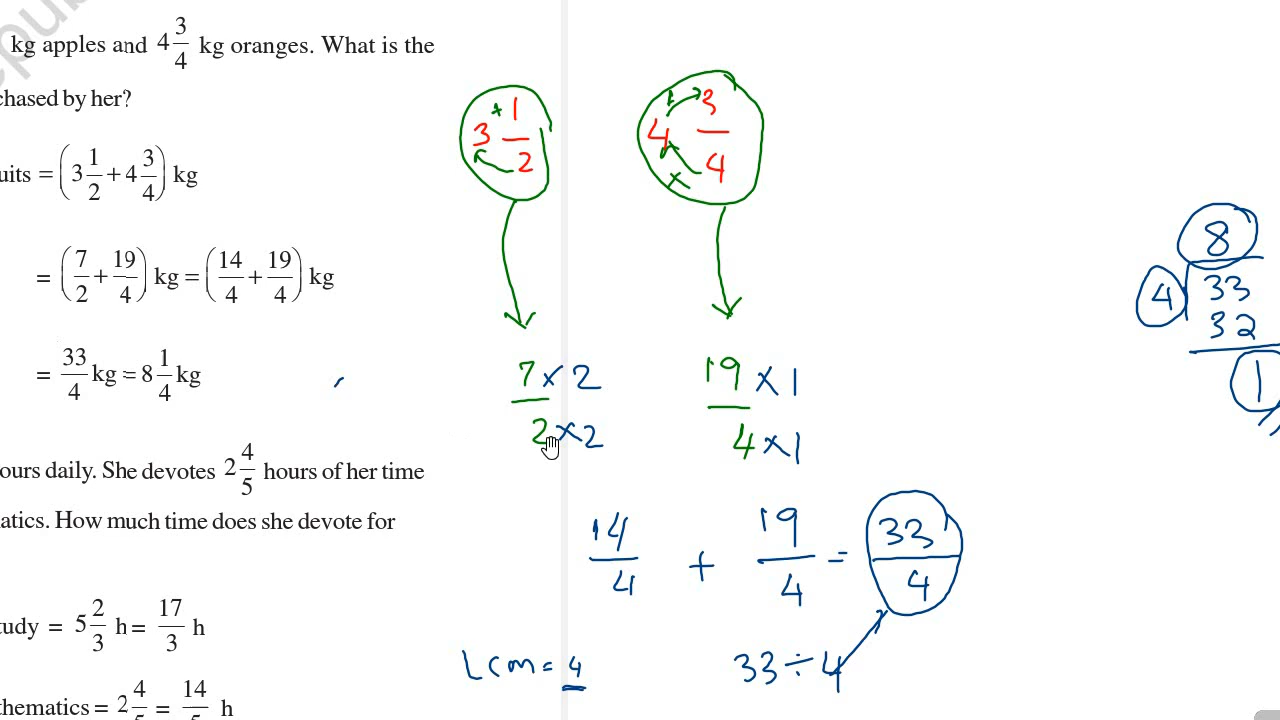 kg apples and 4 3/4 kg oranges. What is the
chased by her?
uits = (3 1/2 + 4 3/4) kg
= (7/2 + 19/4) kg = (14/4 + 19/4) kg
= 33/4 kg = 8 1/4 kg
ours daily. She devotes 2 4/5 hours of her time
atics. How much time does she devote for
tudy = 5 2/3 h = 17/3 h
thematics = 2 4/5 = 14/5 h
3 + 1/2
4 + 3/4 ×
7 × 2
2 × 2
19 × 1
4 × 1
14/4 + 19/4 = 33/4
LCM = 4
33 ÷ 4
8
4 33
32
1